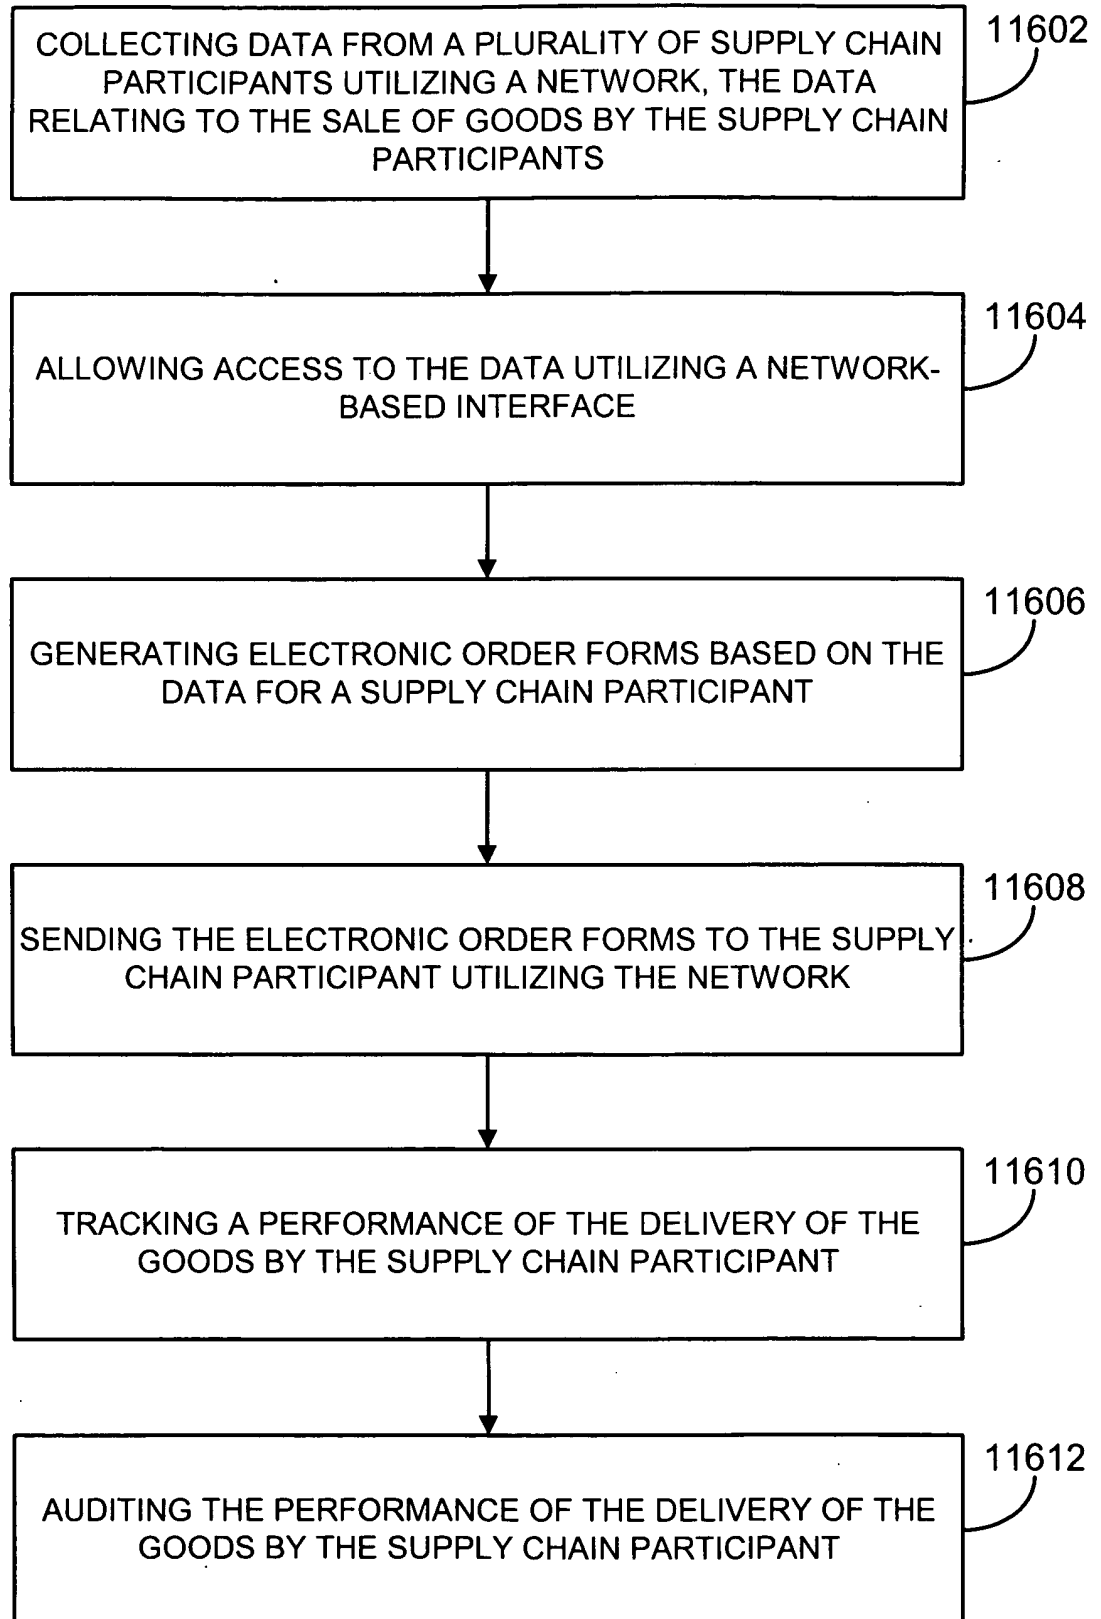 11602
COLLECTING DATA FROM A PLURALITY OF SUPPLY CHAIN
PARTICIPANTS UTILIZING A NETWORK, THE DATA
RELATING TO THE SALE OF GOODS BY THE SUPPLY CHAIN
PARTICIPANTS
11604
ALLOWING ACCESS TO THE DATA UTILIZING A NETWORK-
BASED INTERFACE
11606
GENERATING ELECTRONIC ORDER FORMS BASED ON THE
DATA FOR A SUPPLY CHAIN PARTICIPANT
11608
SENDING THE ELECTRONIC ORDER FORMS TO THE SUPPLY
CHAIN PARTICIPANT UTILIZING THE NETWORK
11610
TRACKING A PERFORMANCE OF THE DELIVERY OF THE
GOODS BY THE SUPPLY CHAIN PARTICIPANT
11612
AUDITING THE PERFORMANCE OF THE DELIVERY OF THE
GOODS BY THE SUPPLY CHAIN PARTICIPANT